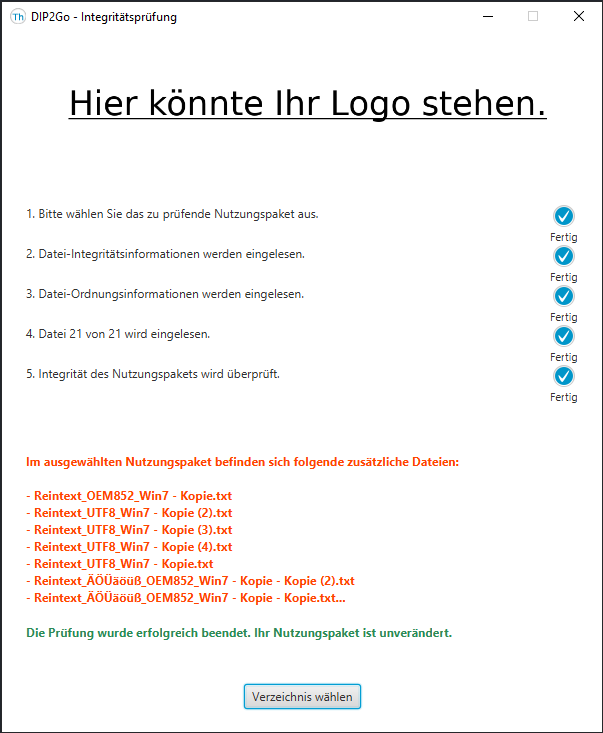 Th DIP2Go - Integritätsprüfung
Hier könnte Ihr Logo stehen.
1. Bitte wählen Sie das zu prüfende Nutzungspaket aus.
Fertig
2. Datei-Integritätsinformationen werden eingelesen.
Fertig
3. Datei-Ordnungsinformationen werden eingelesen.
Fertig
4. Datei 21 von 21 wird eingelesen.
Fertig
5. Integrität des Nutzungspakets wird überprüft.
Fertig
Im ausgewählten Nutzungspaket befinden sich folgende zusätzliche Dateien:
- Reintext_OEM852_Win7 - Kopie.txt
- Reintext_UTF8_Win7 - Kopie (2).txt
- Reintext_UTF8_Win7 - Kopie (3).txt
- Reintext_UTF8_Win7 - Kopie (4).txt
- Reintext_UTF8_Win7 - Kopie.txt
- Reintext_ÄÖÜäöüß_OEM852_Win7 - Kopie - Kopie (2).txt
- Reintext_ÄÖÜäöüß_OEM852_Win7 - Kopie - Kopie.txt...
Die Prüfung wurde erfolgreich beendet. Ihr Nutzungspaket ist unverändert.
Verzeichnis wählen